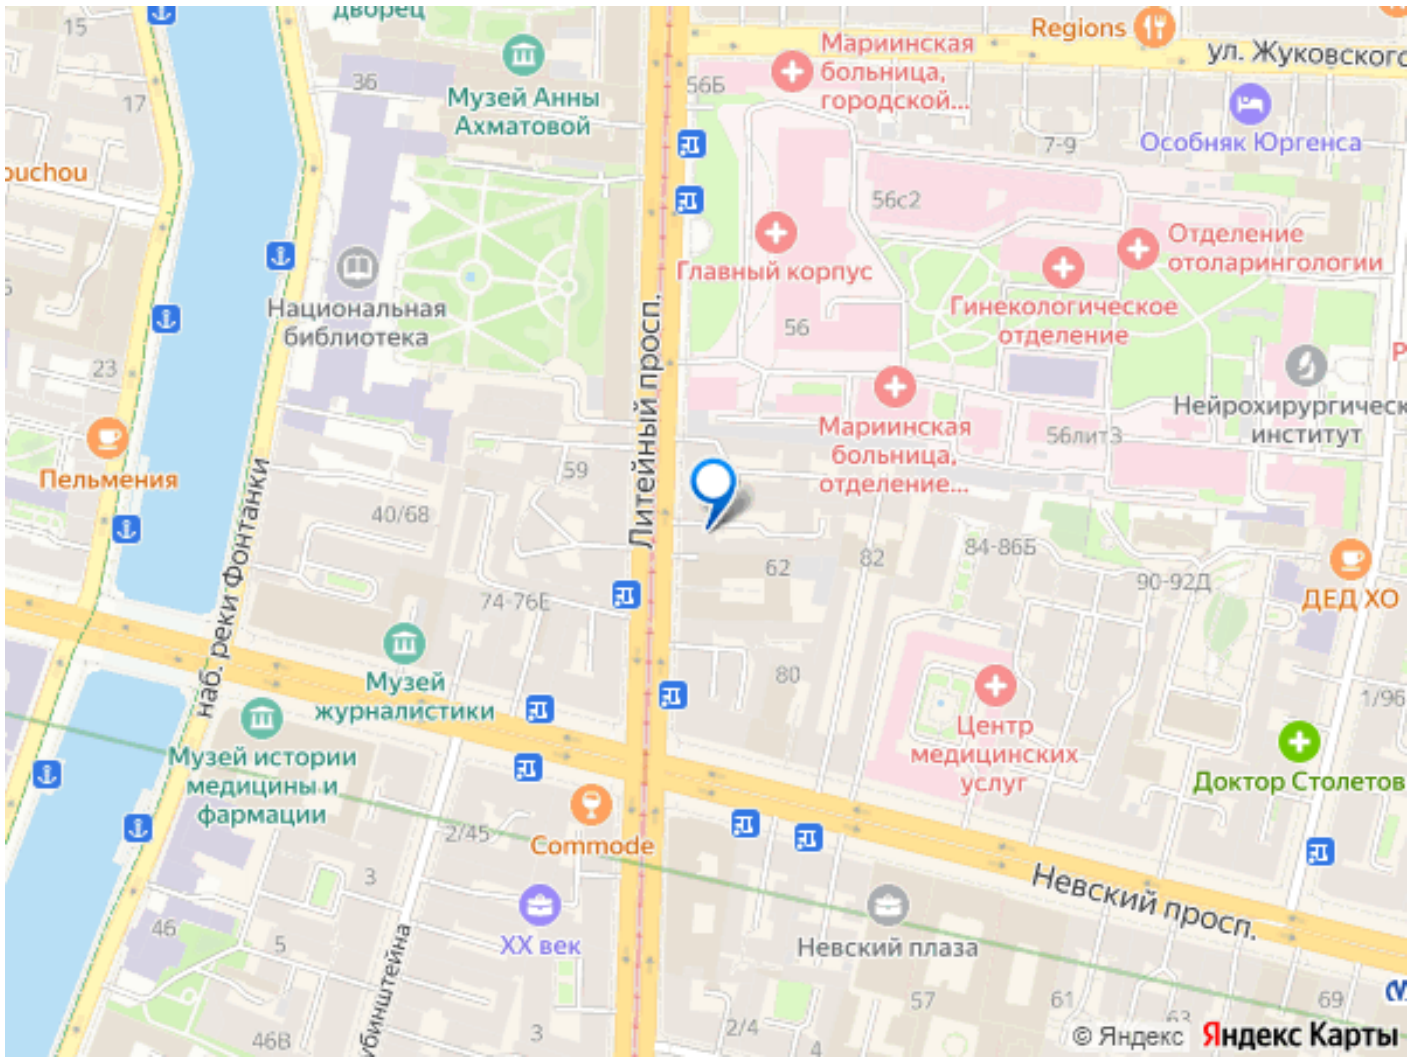 дворец
15
17
36
Музей Анны
Ахматовой
Regions
ул. Жуковского
Мариинская
больница,
городской...
56Б
7-9
Особняк Юргенса
ouchou
56с2
Главный корпус
Отделение
отоларингологии
Гинекологическое
отделение
Национальная
библиотека
56
23
Литейный просп.
Нейрохирургическ
институт
Мариинская
больница,
отделение...
56лит3
Пельмения
59
40/68
наб. реки Фонтанки
62
82
84-86Б
90-92Д
ДЕД ХО
74-76Е
Музей
журналистики
80
Центр
медицинских
услуг
1/96
Доктор Столетов
Музей истории
медицины и
фармации
2/45
Commode
3
Невский просп.
46
5
XX век
Невский плаза
убинштейна
57
61
63
69
46В
3
2/4
4
© Яндекс Яндекс Карты